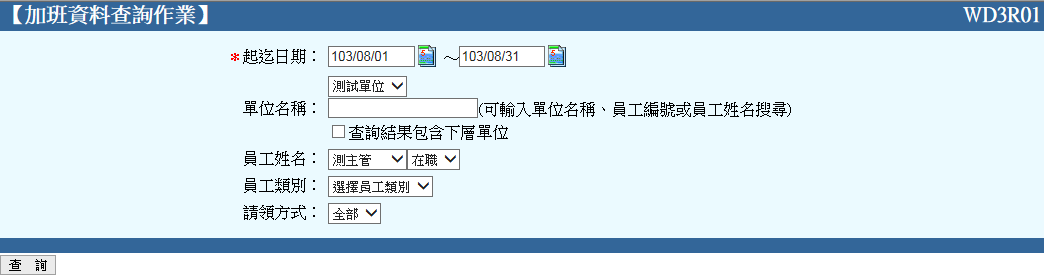 【加班資料查詢作業】 WD3R01
*起迄日期： 103/08/01 ～ 103/08/31
測試單位
單位名稱： (可輸入單位名稱、員工編號或員工姓名搜尋)
查詢結果包含下層單位
員工姓名： 測主管 在職
員工類別： 選擇員工類別
請領方式： 全部
查 詢